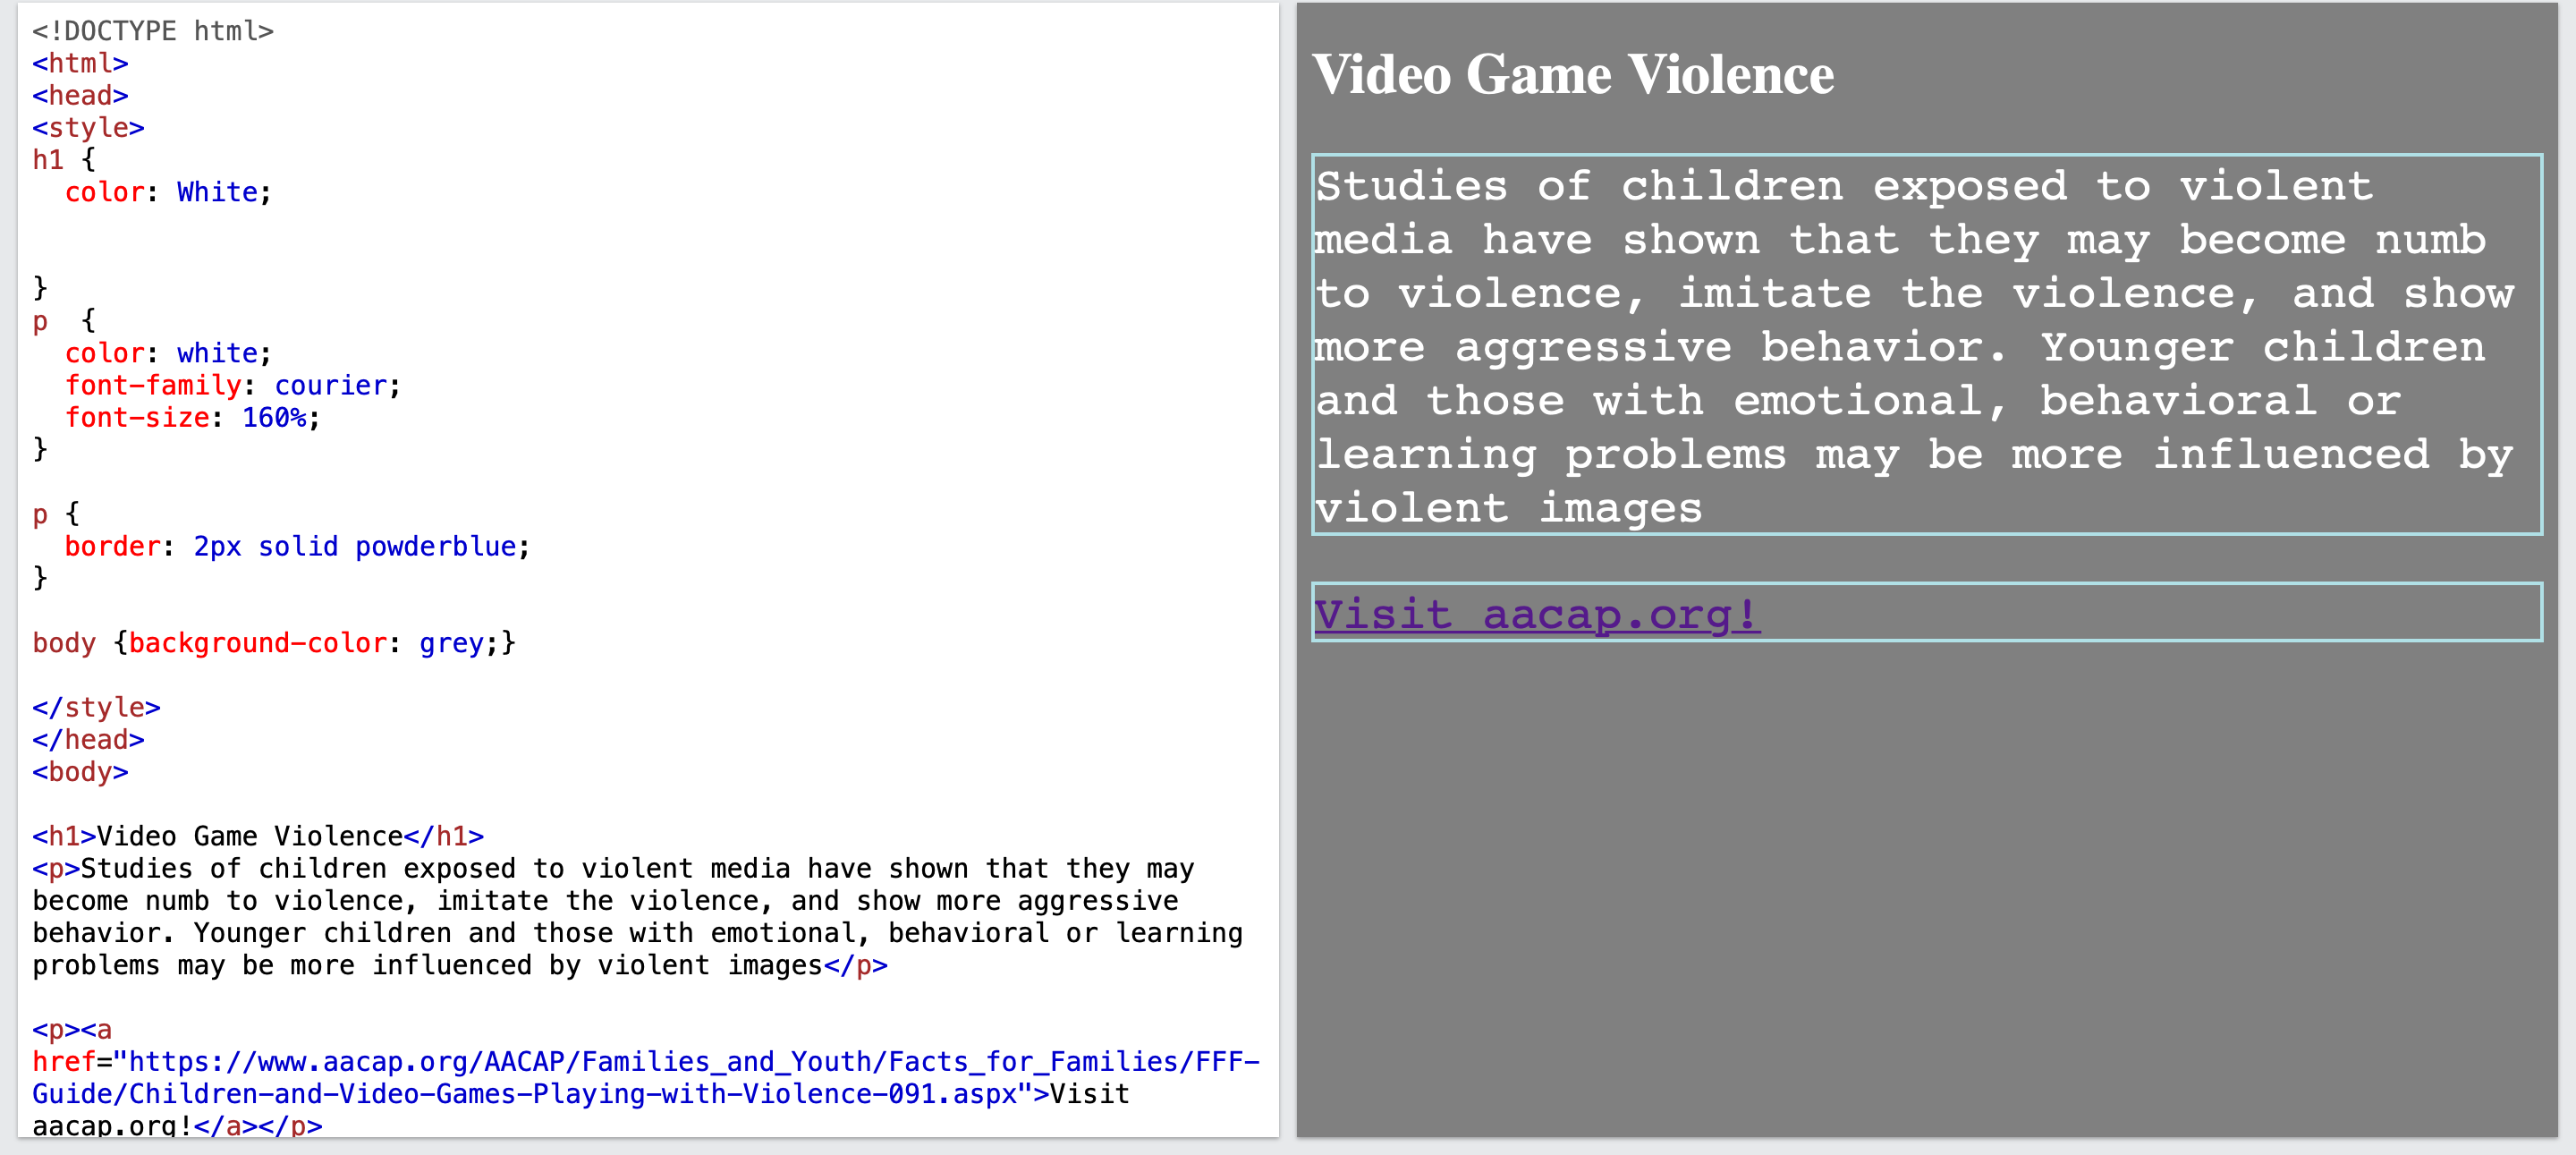 <!DOCTYPE html>
<html>
<head>
<style>
h1 {
  color: White;
}
p  {
  color: white;
  font-family: courier;
  font-size: 160%;
}
p {
  border: 2px solid powderblue;
}
body {background-color: grey;}
</style>
</head>
<body>
<h1>Video Game Violence</h1>
<p>Studies of children exposed to violent media have shown that they may
become numb to violence, imitate the violence, and show more aggressive
behavior. Younger children and those with emotional, behavioral or learning
problems may be more influenced by violent images</p>
<p><a
href="https://www.aacap.org/AACAP/Families_and_Youth/Facts_for_Families/FFF-
Guide/Children-and-Video-Games-Playing-with-Violence-091.aspx">Visit
aacap.org!</a></p>
Video Game Violence
Studies of children exposed to violent
media have shown that they may become numb
to violence, imitate the violence, and show
more aggressive behavior. Younger children
and those with emotional, behavioral or
learning problems may be more influenced by
violent images
Visit aacap.org!